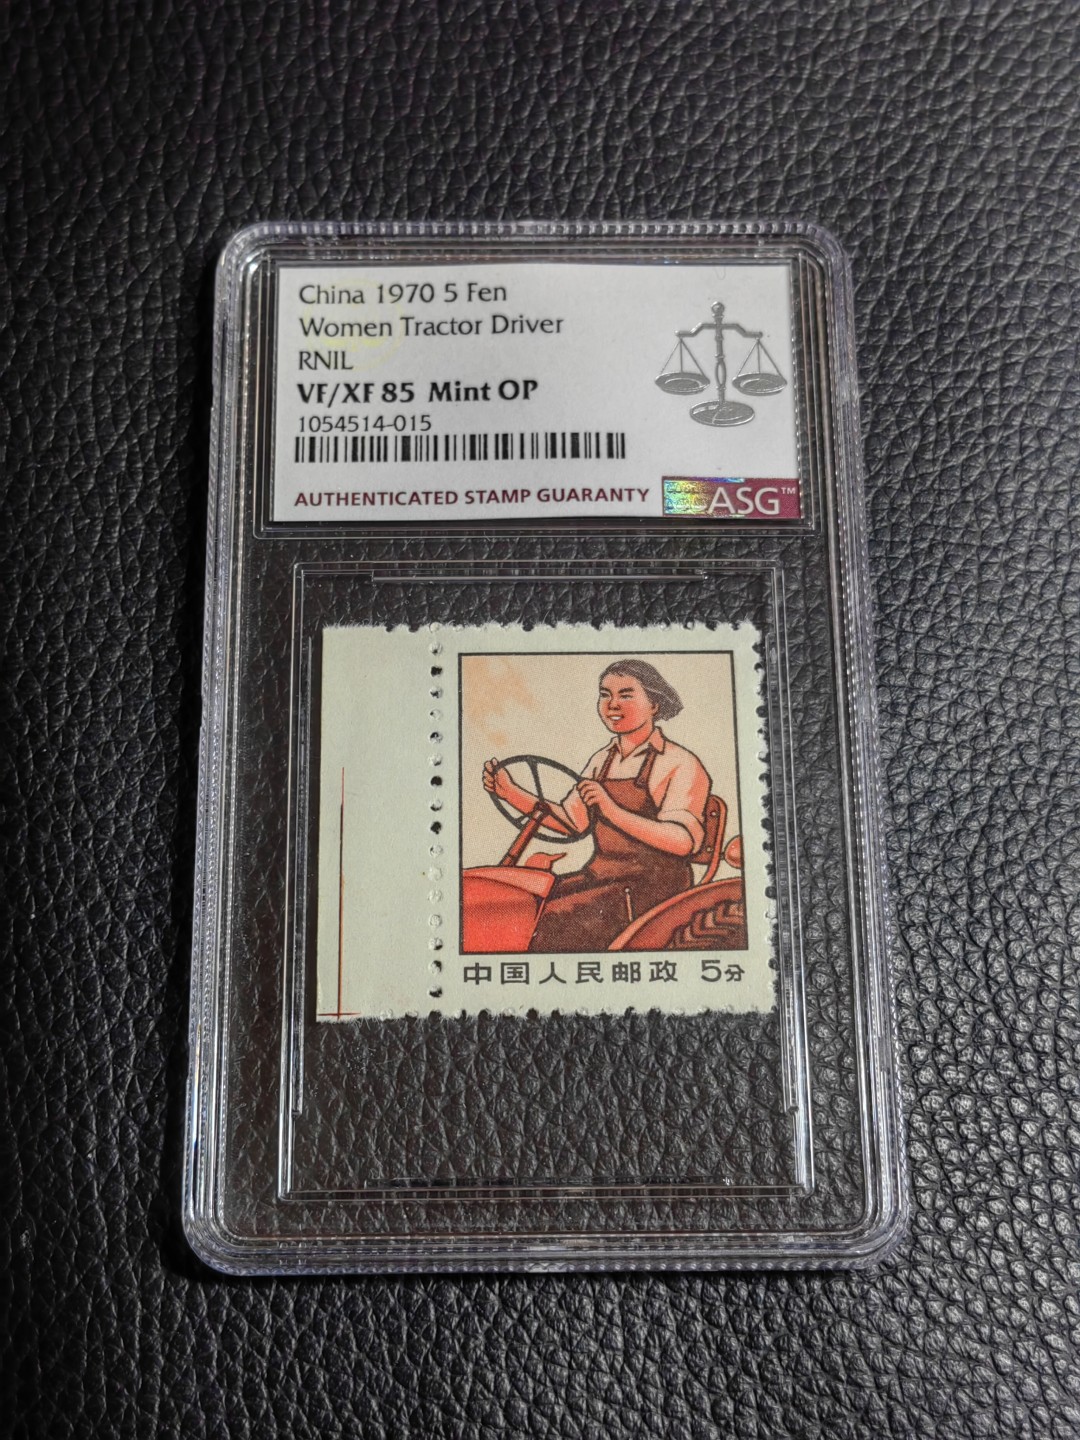 China 1970 5 Fen
Women Tractor Driver
RNIL
VF/XF 85 Mint OP
1054514-015
AUTHENTICATED STAMP GUARANTY ASG™
中国人民邮政 5分